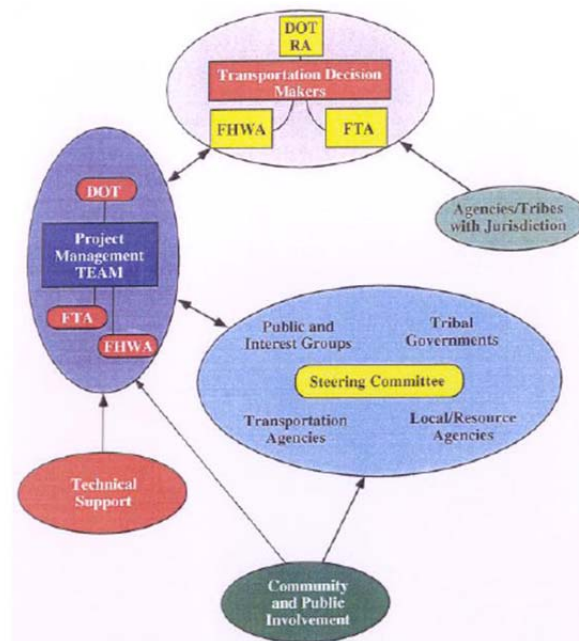 DOT
RA
Transportation Decision
Makers
FHWA
FTA
DOT
Agencies/Tribes
with Jurisdiction
Project
Management
TEAM
FTA
FHWA
Public and
Interest Groups
Tribal
Governments
Steering Committee
Transportation
Agencies
Local/Resource
Agencies
Technical
Support
Community
and Public
Involvement